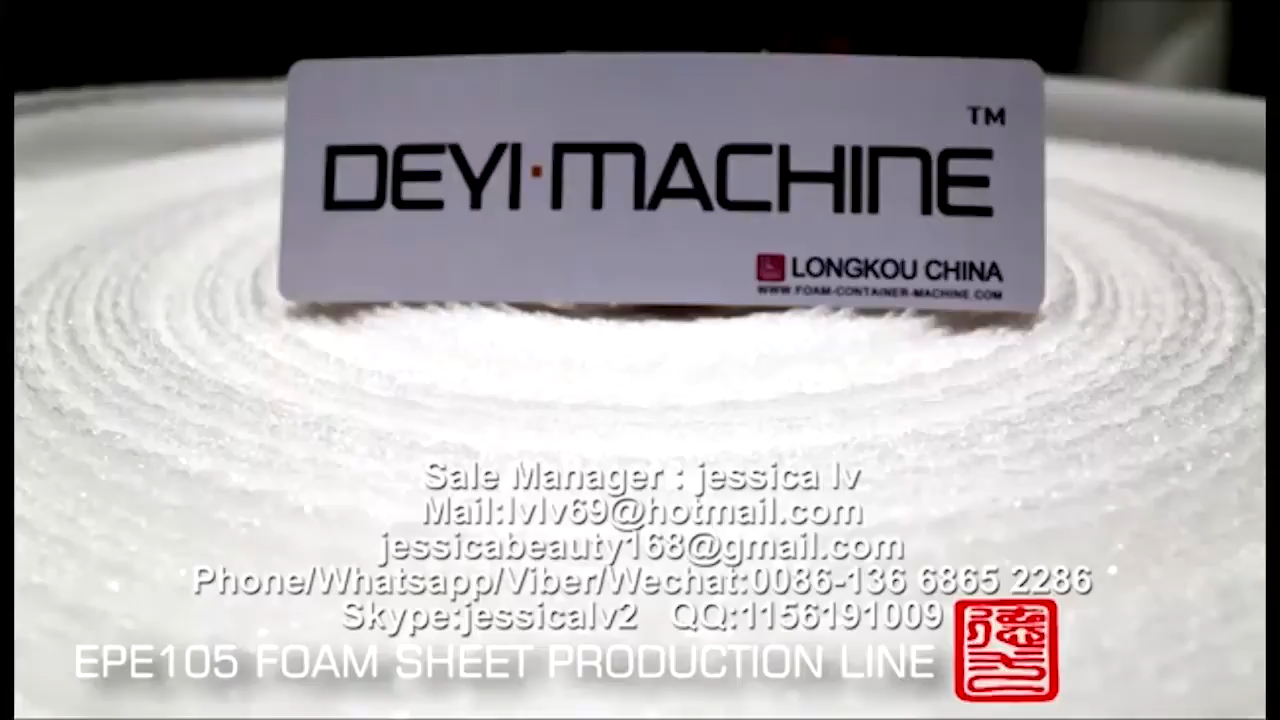 TM
DEYI·MACHINE
LONGKOU CHINA
WWW.FOAM-CONTAINER-MACHINE.COM
Sale Manager : jessica lv
Mail:lvlv69@hotmail.com
jessicabeauty168@gmail.com
Phone/Whatsapp/Viber/Wechat:0086-136 6865 2286
Skype:jessicalv2 QQ:1156191009
EPE105 FOAM SHEET PRODUCTION LINE